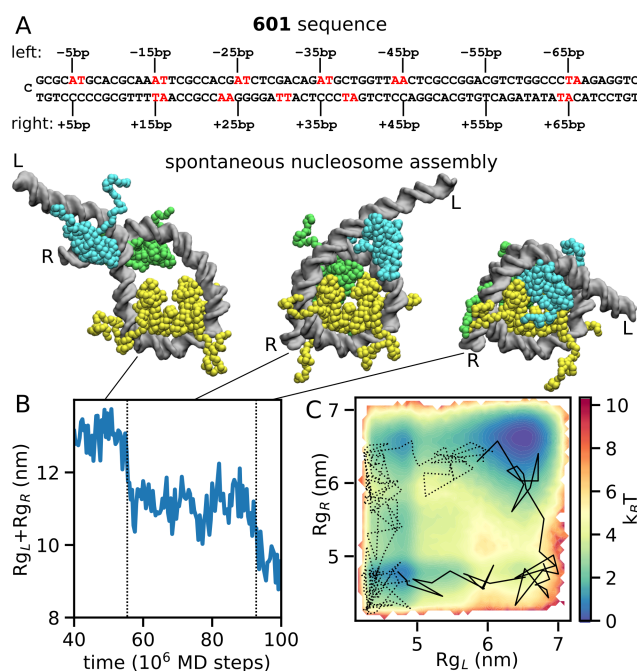 A
601 sequence
left: −5bp −15bp −25bp −35bp −45bp −55bp −65bp
GCGCATGCACGCAAATTCGCCACGATCTCGACAGATGCTGGTTAACTCGCCGGACGTCTGGCCCTAAGAGGTC
C
TGTCCCCCGCGTTTTAACCGCCAAGGGGATTACTCCCTAGTCTCCAGGCACGTGTCAGATATATACATCCTGT
right: +5bp +15bp +25bp +35bp +45bp +55bp +65bp
spontaneous nucleosome assembly
L
R
L
R
L
R
B
Rg_L+Rg_R (nm)
12
10
8
40 60 80 100
time (10^6 MD steps)
C
Rg_R (nm)
7
6
5
5 6 7
Rg_L (nm)
10
8
6
4
2
0
k_BT